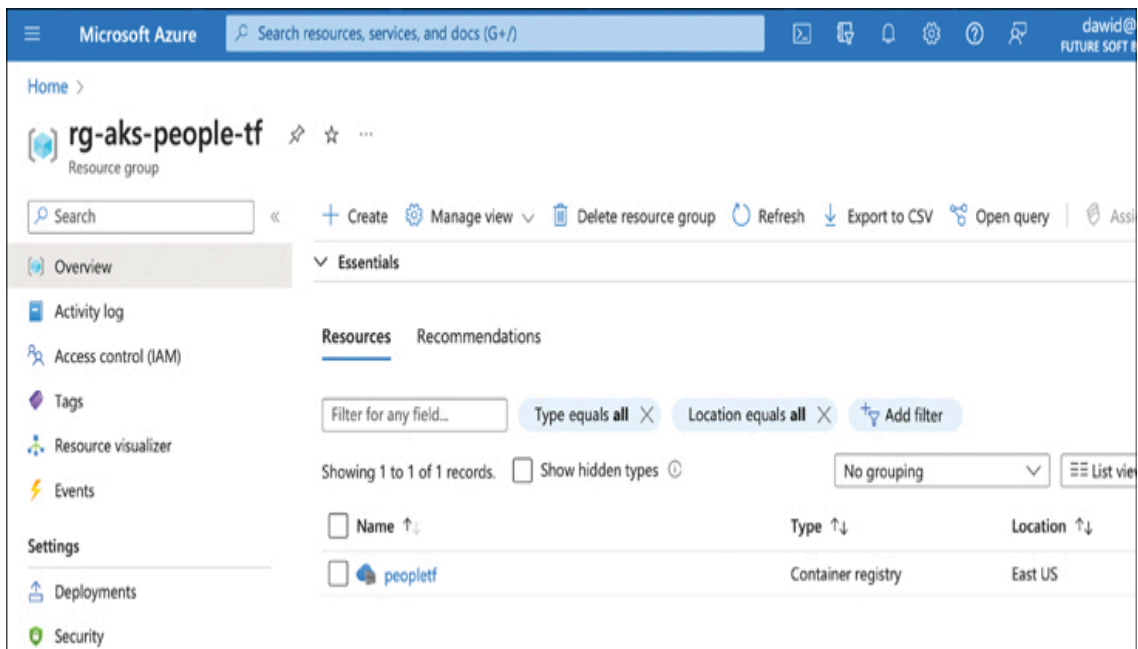 Microsoft Azure
Search resources, services, and docs (G+/)
dawid@
FUTURE SOFT
Home >
rg-aks-people-tf
Resource group
Search
Create
Manage view
Delete resource group
Refresh
Export to CSV
Open query
Overview
Essentials
Activity log
Resources
Recommendations
Access control (IAM)
Tags
Filter for any field...
Type equals all
Location equals all
Add filter
Resource visualizer
Showing 1 to 1 of 1 records.
Show hidden types
No grouping
List
Events
Name
Type
Location
Settings
peopletf
Container registry
East US
Deployments
Security